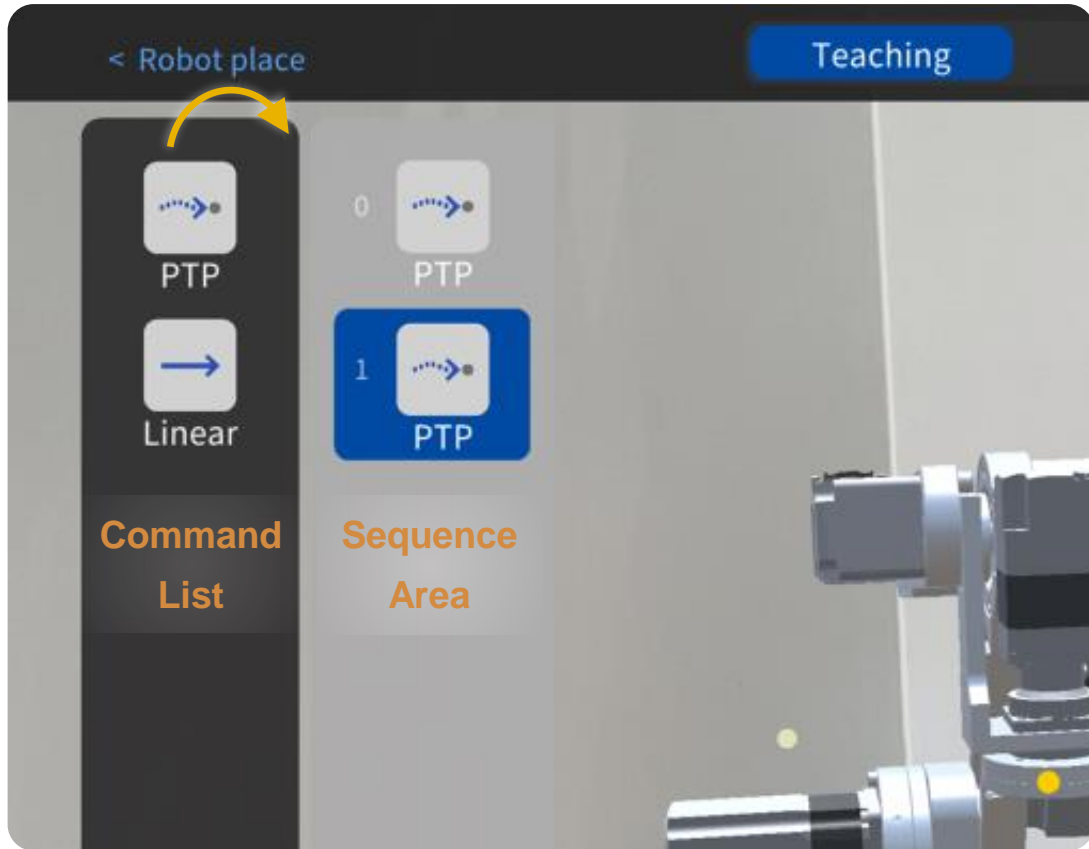 < Robot place
Teaching
PTP
Linear
Command
List
0
PTP
1
PTP
Sequence
Area